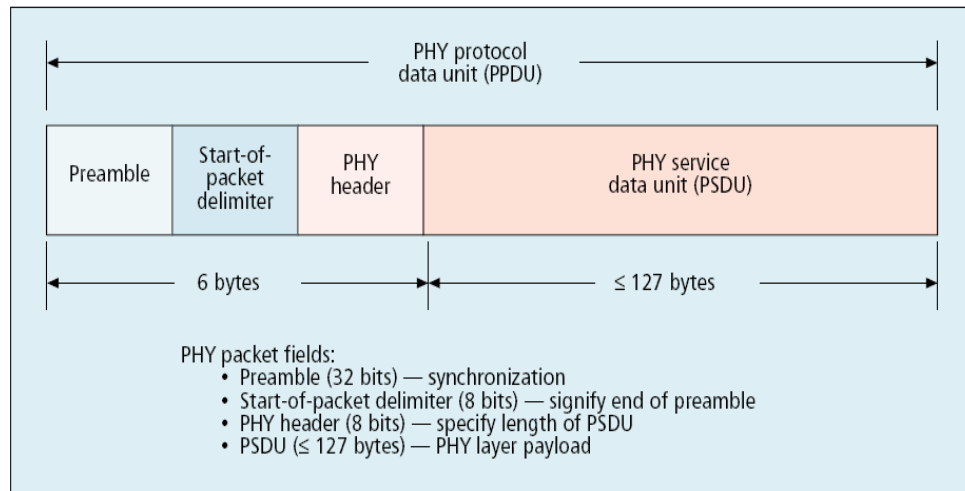 PHY protocol
data unit (PPDU)
Preamble
Start-of-
packet
delimiter
PHY
header
PHY service
data unit (PSDU)
6 bytes
≤ 127 bytes
PHY packet fields:
• Preamble (32 bits) — synchronization
• Start-of-packet delimiter (8 bits) — signify end of preamble
• PHY header (8 bits) — specify length of PSDU
• PSDU (≤ 127 bytes) — PHY layer payload